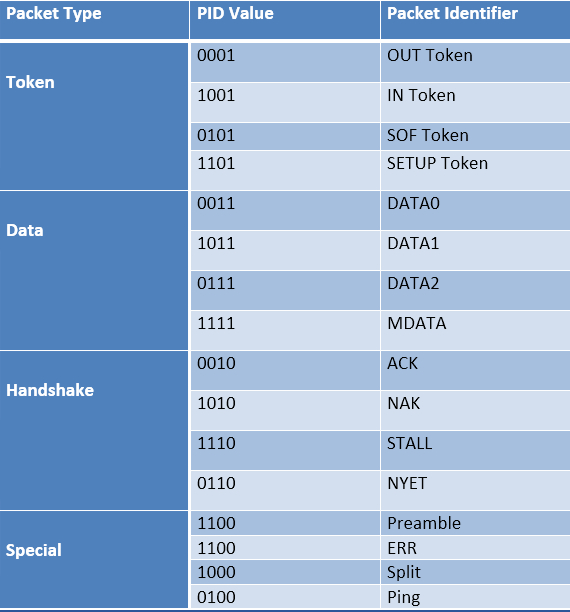 Packet Type PID Value Packet Identifier
Token 0001 OUT Token
1001 IN Token
0101 SOF Token
1101 SETUP Token
Data 0011 DATA0
1011 DATA1
0111 DATA2
1111 MDATA
Handshake 0010 ACK
1010 NAK
1110 STALL
0110 NYET
Special 1100 Preamble
1100 ERR
1000 Split
0100 Ping